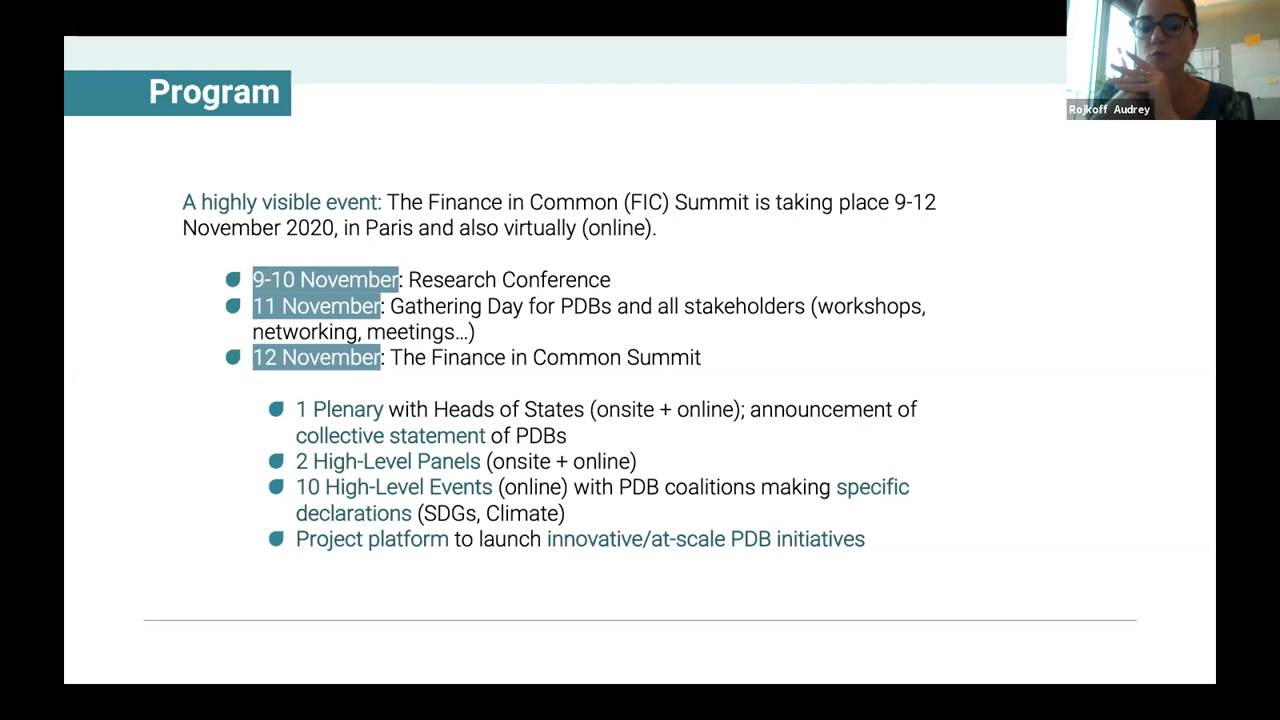 Program
Rojkoff Audrey
A highly visible event: The Finance in Common (FIC) Summit is taking place 9-12
November 2020, in Paris and also virtually (online).
9-10 November: Research Conference
11 November: Gathering Day for PDBs and all stakeholders (workshops,
networking, meetings…)
12 November: The Finance in Common Summit
1 Plenary with Heads of States (onsite + online); announcement of
collective statement of PDBs
2 High-Level Panels (onsite + online)
10 High-Level Events (online) with PDB coalitions making specific
declarations (SDGs, Climate)
Project platform to launch innovative/at-scale PDB initiatives